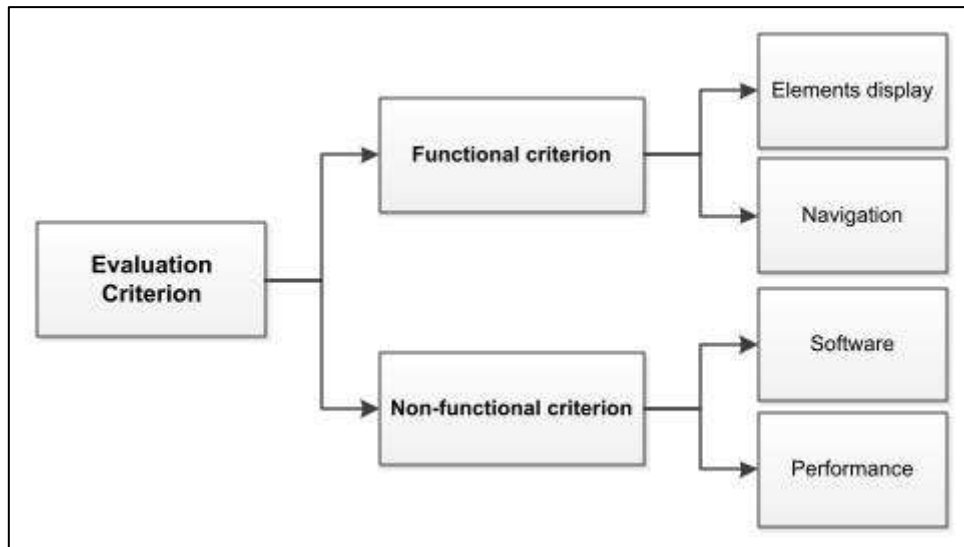 Evaluation
Criterion
Functional criterion
Elements display
Navigation
Non-functional criterion
Software
Performance